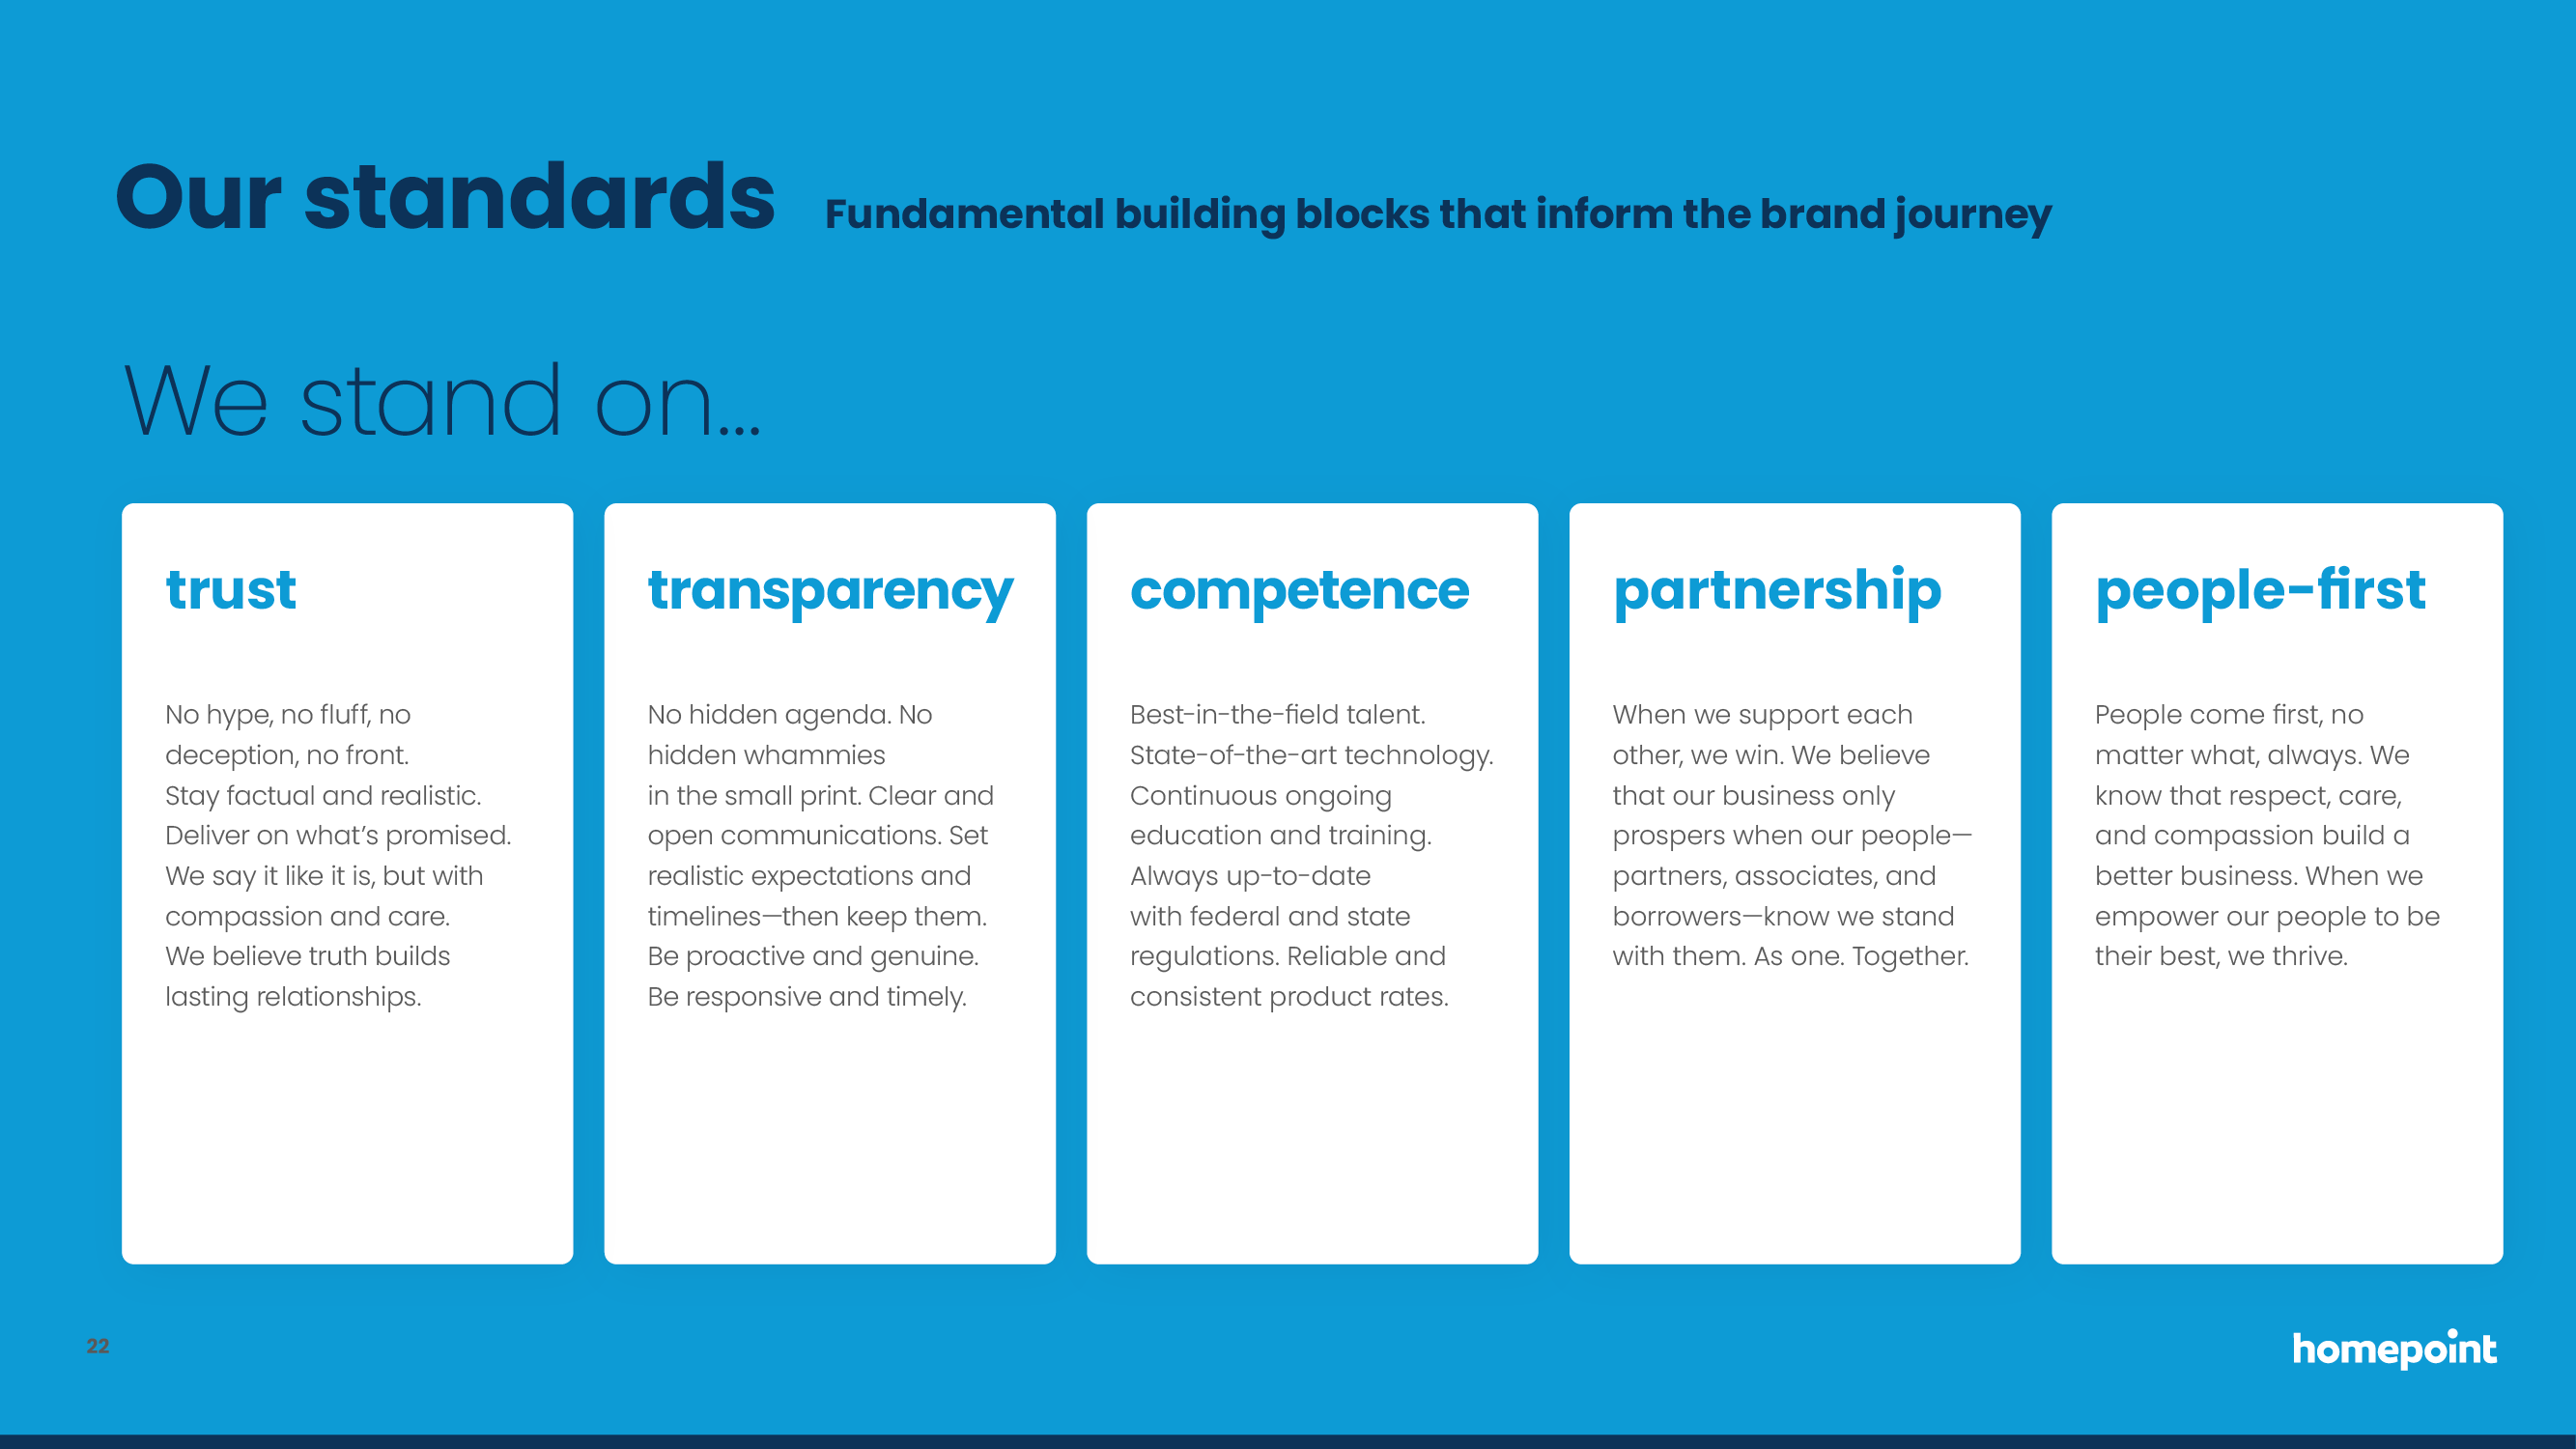 Our standards
Fundamental building blocks that inform the brand journey
We stand on...
trust
No hype, no fluff, no
deception, no front.
Stay factual and realistic.
Deliver on what’s promised.
We say it like it is, but with
compassion and care.
We believe truth builds
lasting relationships.
transparency
No hidden agenda. No
hidden whammies
in the small print. Clear and
open communications. Set
realistic expectations and
timelines—then keep them.
Be proactive and genuine.
Be responsive and timely.
competence
Best-in-the-field talent.
State-of-the-art technology.
Continuous ongoing
education and training.
Always up-to-date
with federal and state
regulations. Reliable and
consistent product rates.
partnership
When we support each
other, we win. We believe
that our business only
prospers when our people—
partners, associates, and
borrowers—know we stand
with them. As one. Together.
people-first
People come first, no
matter what, always. We
know that respect, care,
and compassion build a
better business. When we
empower our people to be
their best, we thrive.
22
homepoint